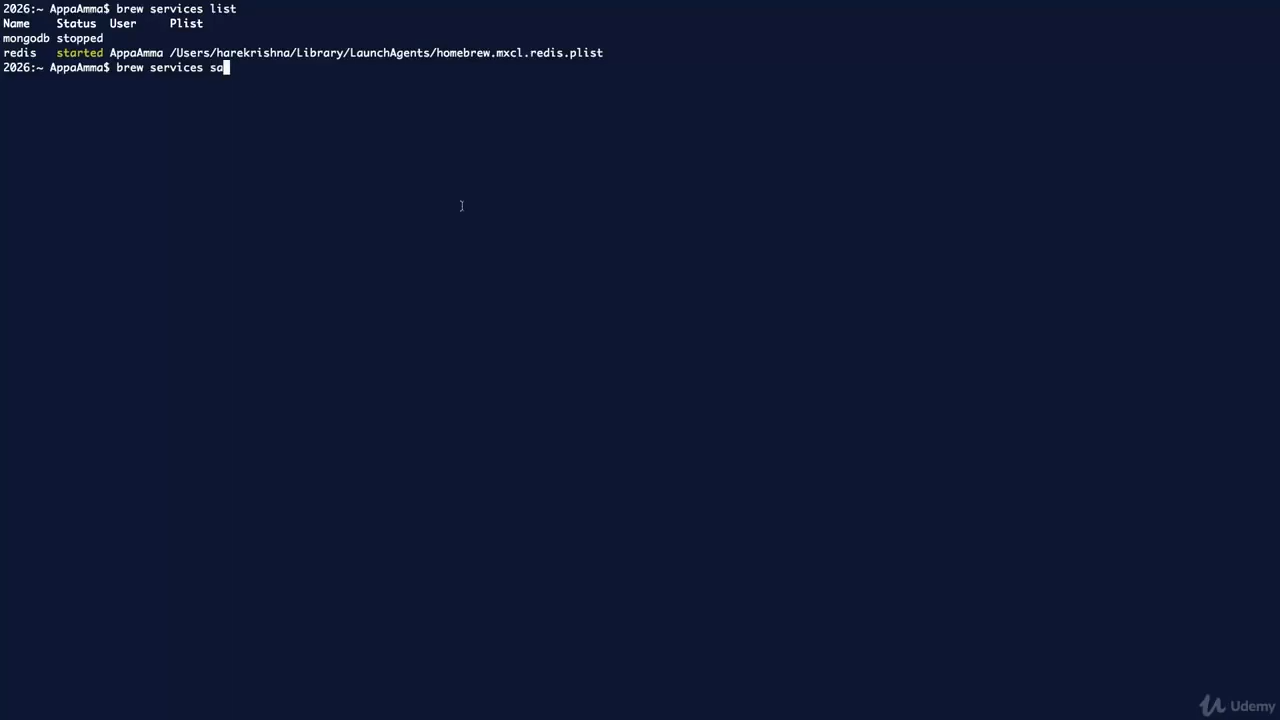 2026:~ AppaAmma$ brew services list
Name    Status  User     Plist
mongodb stopped
redis   started AppaAmma /Users/harekrishna/Library/LaunchAgents/homebrew.mxcl.redis.plist
2026:~ AppaAmma$ brew services sa
Udemy